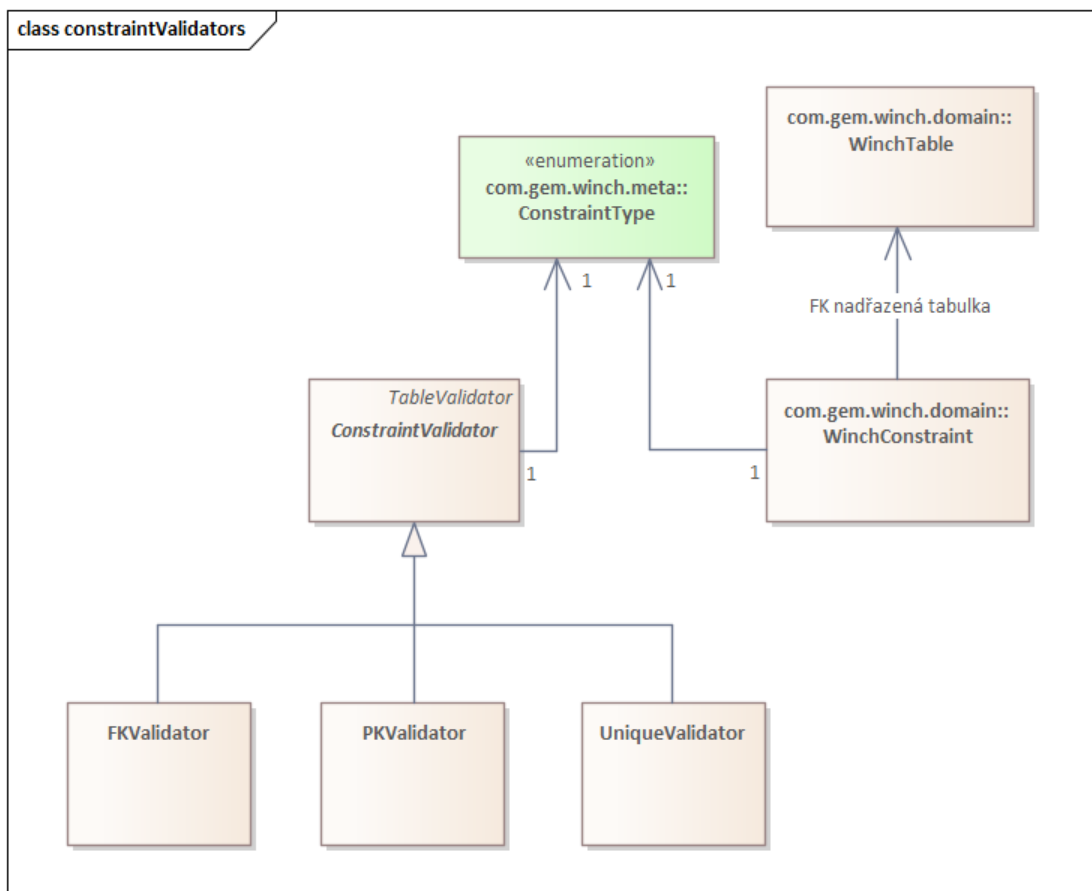 class constraintValidators
com.gem.winch.domain::
WinchTable
«enumeration»
com.gem.winch.meta::
ConstraintType
1
1
FK nadřazená tabulka
TableValidator
ConstraintValidator
com.gem.winch.domain::
WinchConstraint
1
1
FKValidator
PKValidator
UniqueValidator